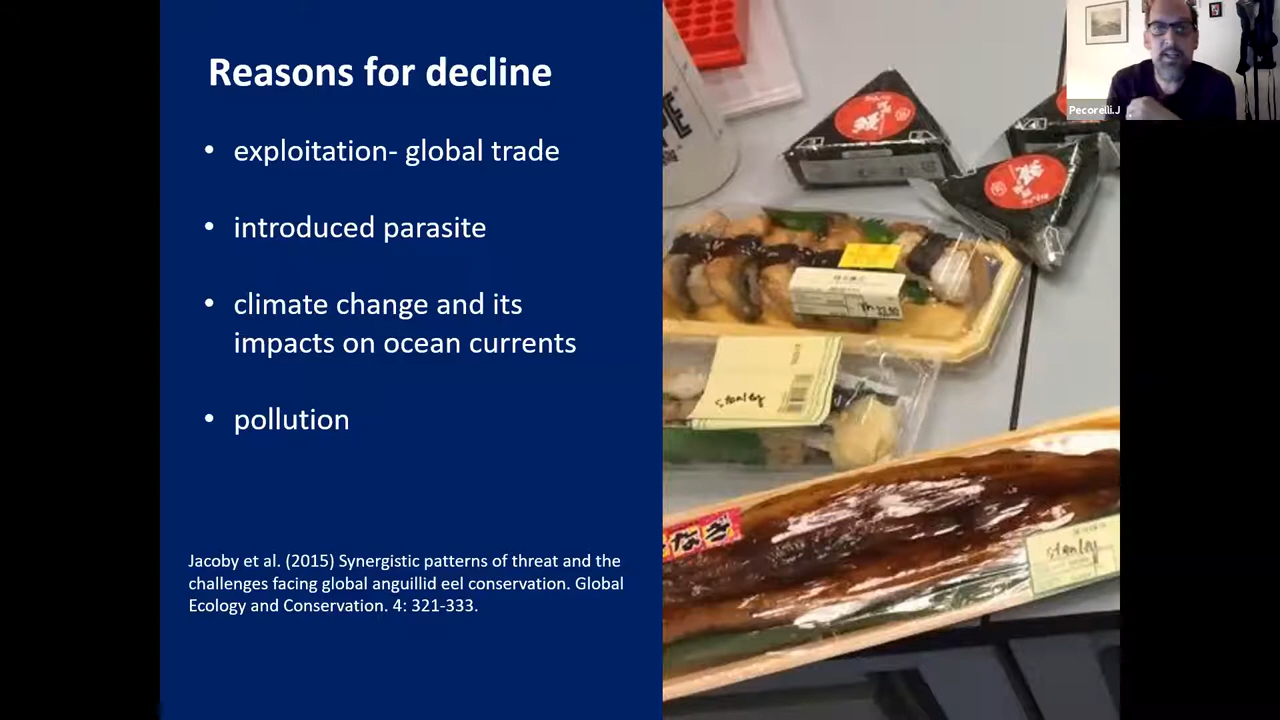 Reasons for decline
• exploitation- global trade
• introduced parasite
• climate change and its
impacts on ocean currents
• pollution
Jacoby et al. (2015) Synergistic patterns of threat and the
challenges facing global anguillid eel conservation. Global
Ecology and Conservation. 4: 321-333.
Pecorelli.J
stanley
なぎ
stanley